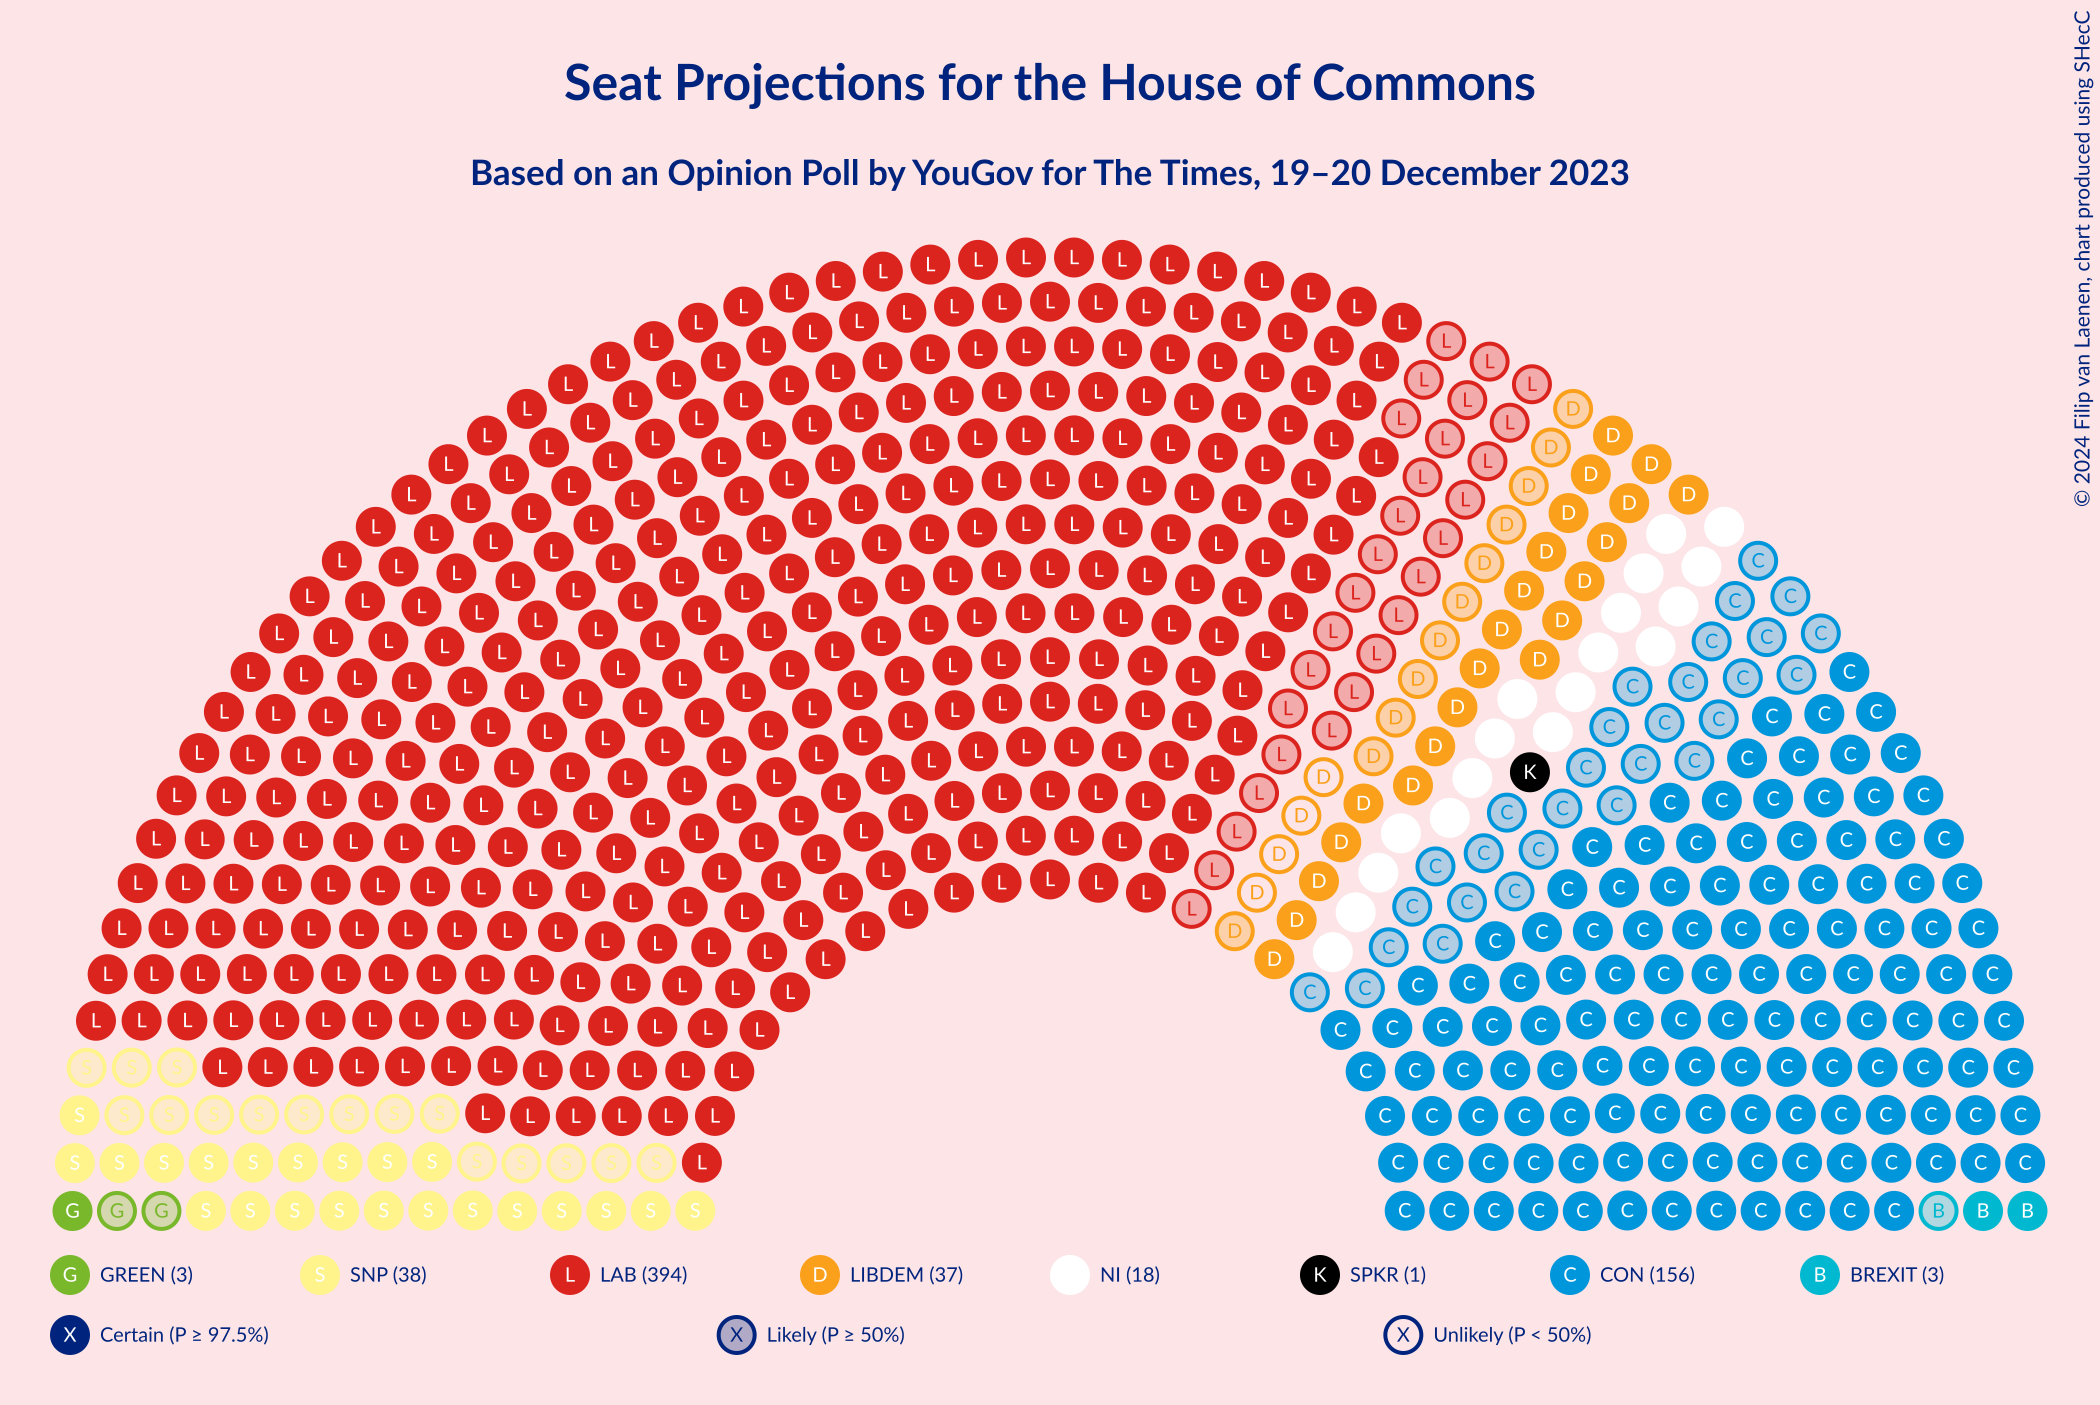 Seat Projections for the House of Commons
Based on an Opinion Poll by YouGov for The Times, 19–20 December 2023
© 2024 Filip van Laenen, chart produced using SHecC
G GREEN (3) S SNP (38) L LAB (394) D LIBDEM (37) NI (18) K SPKR (1) C CON (156) B BREXIT (3)
X Certain (P ≥ 97.5%) X Likely (P ≥ 50%) X Unlikely (P < 50%)